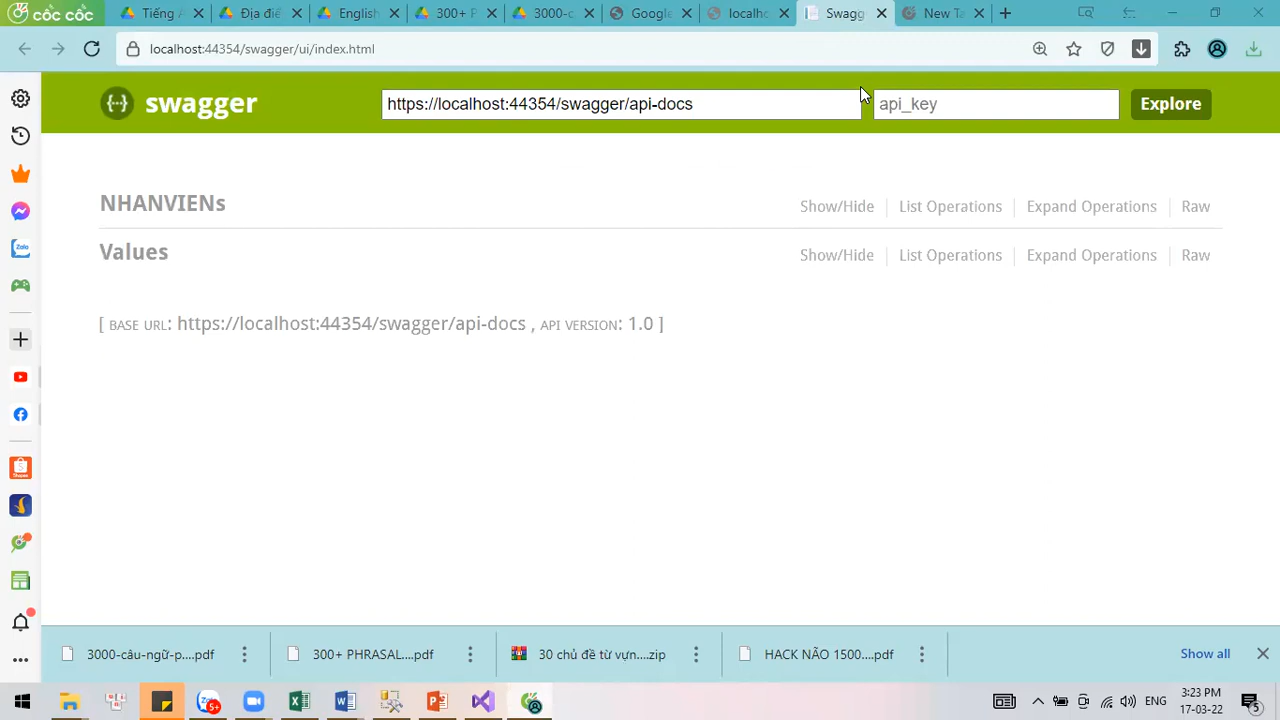 cốc cốc
Tiếng A
Địa điể
English
300+ P
3000-c
Google
localho
Swagg
New Ta
localhost:44354/swagger/ui/index.html
swagger
https://localhost:44354/swagger/api-docs
api_key
Explore
NHANVIENs
Show/Hide
List Operations
Expand Operations
Raw
Values
Show/Hide
List Operations
Expand Operations
Raw
[ BASE URL: https://localhost:44354/swagger/api-docs , API VERSION: 1.0 ]
Zalo
3000-câu-ngữ-p....pdf
300+ PHRASAL....pdf
30 chủ đề từ vựn....zip
HACK NÃO 1500....pdf
Show all
5+
ENG
3:23 PM
17-03-22
5